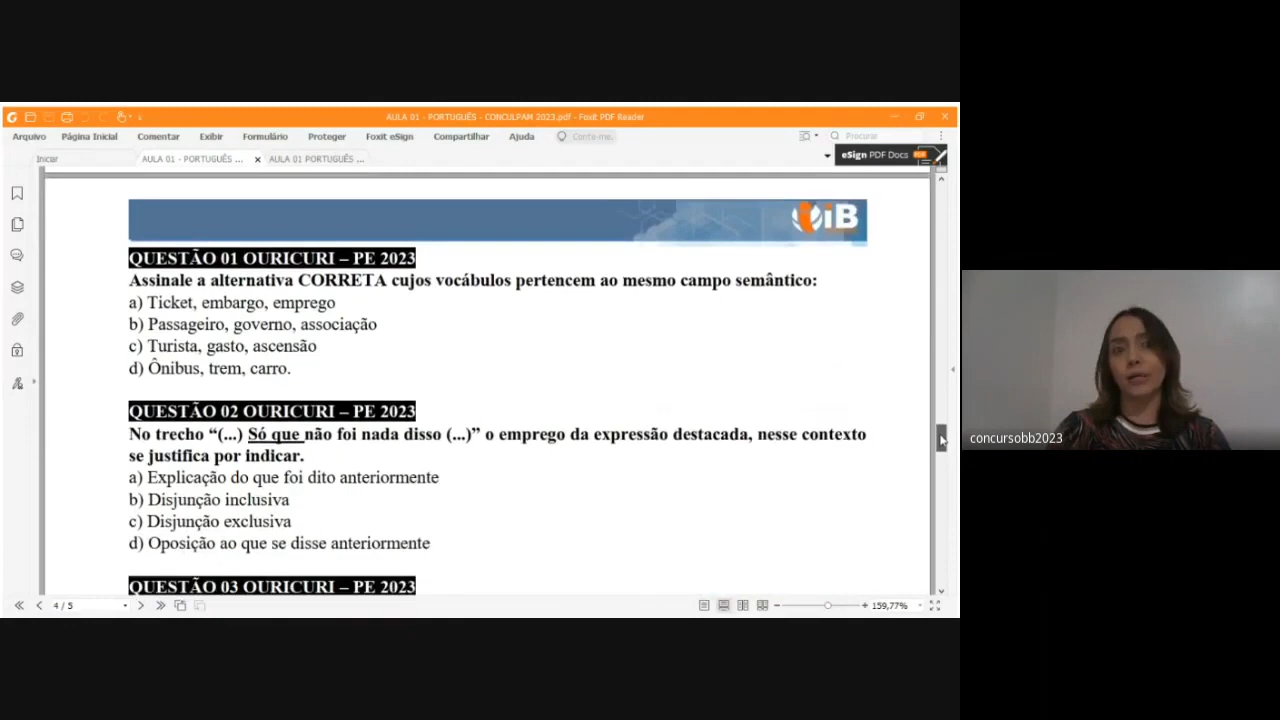 AULA 01 - PORTUGUÊS - CONCULPAM 2023.pdf - Foxit PDF Reader
Arquivo Página Inicial Comentar Exibir Formulário Proteger Foxit eSign Compartilhar Ajuda Conte-me. Procurar
Iniciar AULA 01 - PORTUGUÊS ... AULA 01 PORTUGUÊS ... eSign PDF Docs
iB
QUESTÃO 01 OURICURI – PE 2023
Assinale a alternativa CORRETA cujos vocábulos pertencem ao mesmo campo semântico:
a) Ticket, embargo, emprego
b) Passageiro, governo, associação
c) Turista, gasto, ascensão
d) Ônibus, trem, carro.
QUESTÃO 02 OURICURI – PE 2023
No trecho “(...) Só que não foi nada disso (...)” o emprego da expressão destacada, nesse contexto
se justifica por indicar.
a) Explicação do que foi dito anteriormente
b) Disjunção inclusiva
c) Disjunção exclusiva
d) Oposição ao que se disse anteriormente
QUESTÃO 03 OURICURI – PE 2023
4 / 5 159,77%
concursobb2023